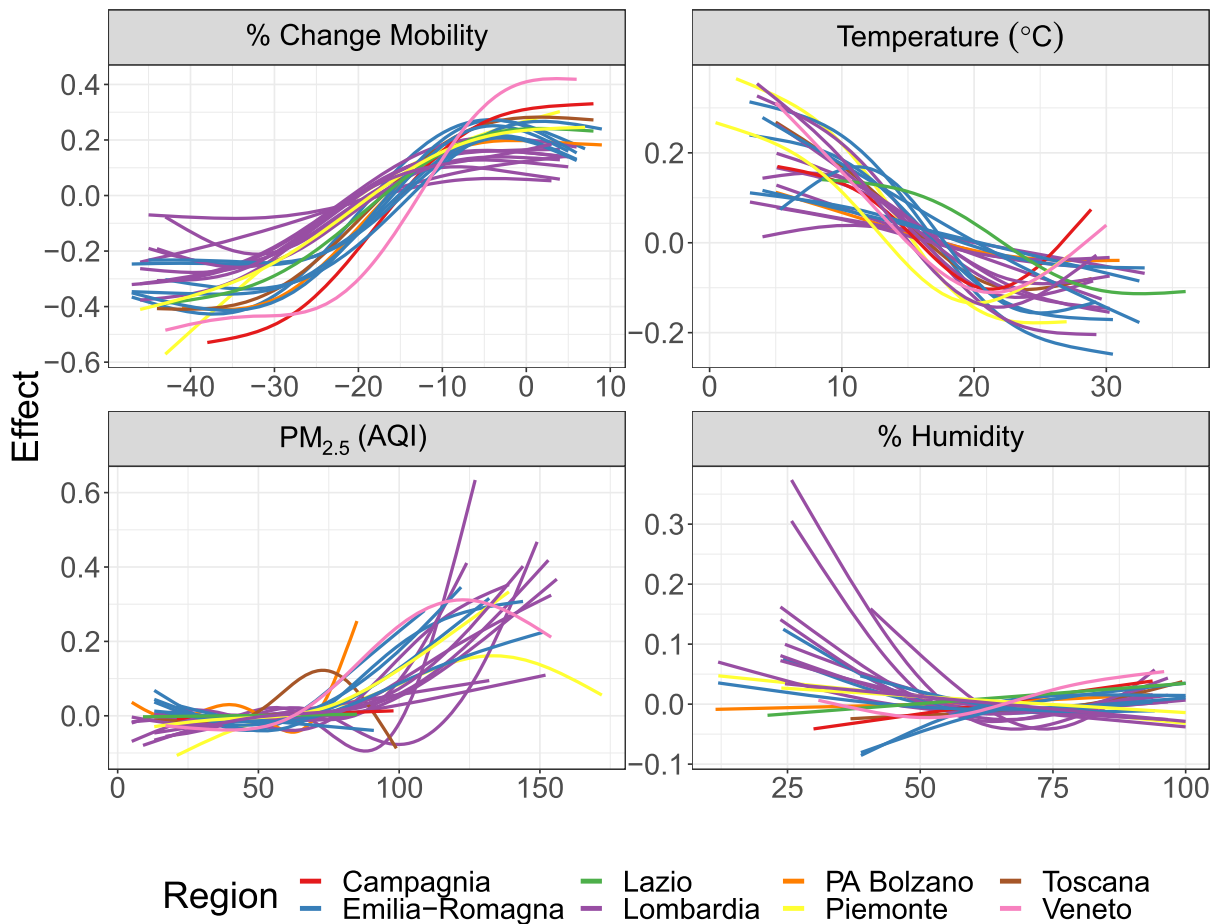 % Change Mobility
Temperature (°C)
0.4
0.2
0.0
−0.2
−0.4
−0.6
0.2
0.0
−0.2
−40 −30 −20 −10 0 10
0 10 20 30
Effect
PM2.5 (AQI)
% Humidity
0.6
0.4
0.2
0.0
0.3
0.2
0.1
0.0
−0.1
0 50 100 150
25 50 75 100
Region
Campagnia Lazio PA Bolzano Toscana
Emilia−Romagna Lombardia Piemonte Veneto